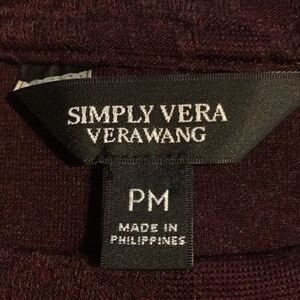 SIMPLY VERA
VERAWANG
PM
MADE IN
PHILIPPINES